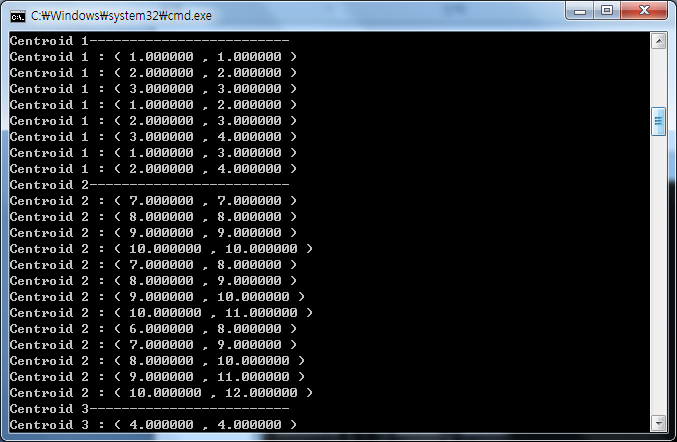 C:₩Windows₩system32₩cmd.exe
Centroid 1-------------------------
Centroid 1 : ( 1.000000 , 1.000000 )
Centroid 1 : ( 2.000000 , 2.000000 )
Centroid 1 : ( 3.000000 , 3.000000 )
Centroid 1 : ( 1.000000 , 2.000000 )
Centroid 1 : ( 2.000000 , 3.000000 )
Centroid 1 : ( 3.000000 , 4.000000 )
Centroid 1 : ( 1.000000 , 3.000000 )
Centroid 1 : ( 2.000000 , 4.000000 )
Centroid 2-------------------------
Centroid 2 : ( 7.000000 , 7.000000 )
Centroid 2 : ( 8.000000 , 8.000000 )
Centroid 2 : ( 9.000000 , 9.000000 )
Centroid 2 : ( 10.000000 , 10.000000 )
Centroid 2 : ( 7.000000 , 8.000000 )
Centroid 2 : ( 8.000000 , 9.000000 )
Centroid 2 : ( 9.000000 , 10.000000 )
Centroid 2 : ( 10.000000 , 11.000000 )
Centroid 2 : ( 6.000000 , 8.000000 )
Centroid 2 : ( 7.000000 , 9.000000 )
Centroid 2 : ( 8.000000 , 10.000000 )
Centroid 2 : ( 9.000000 , 11.000000 )
Centroid 2 : ( 10.000000 , 12.000000 )
Centroid 3-------------------------
Centroid 3 : ( 4.000000 , 4.000000 )